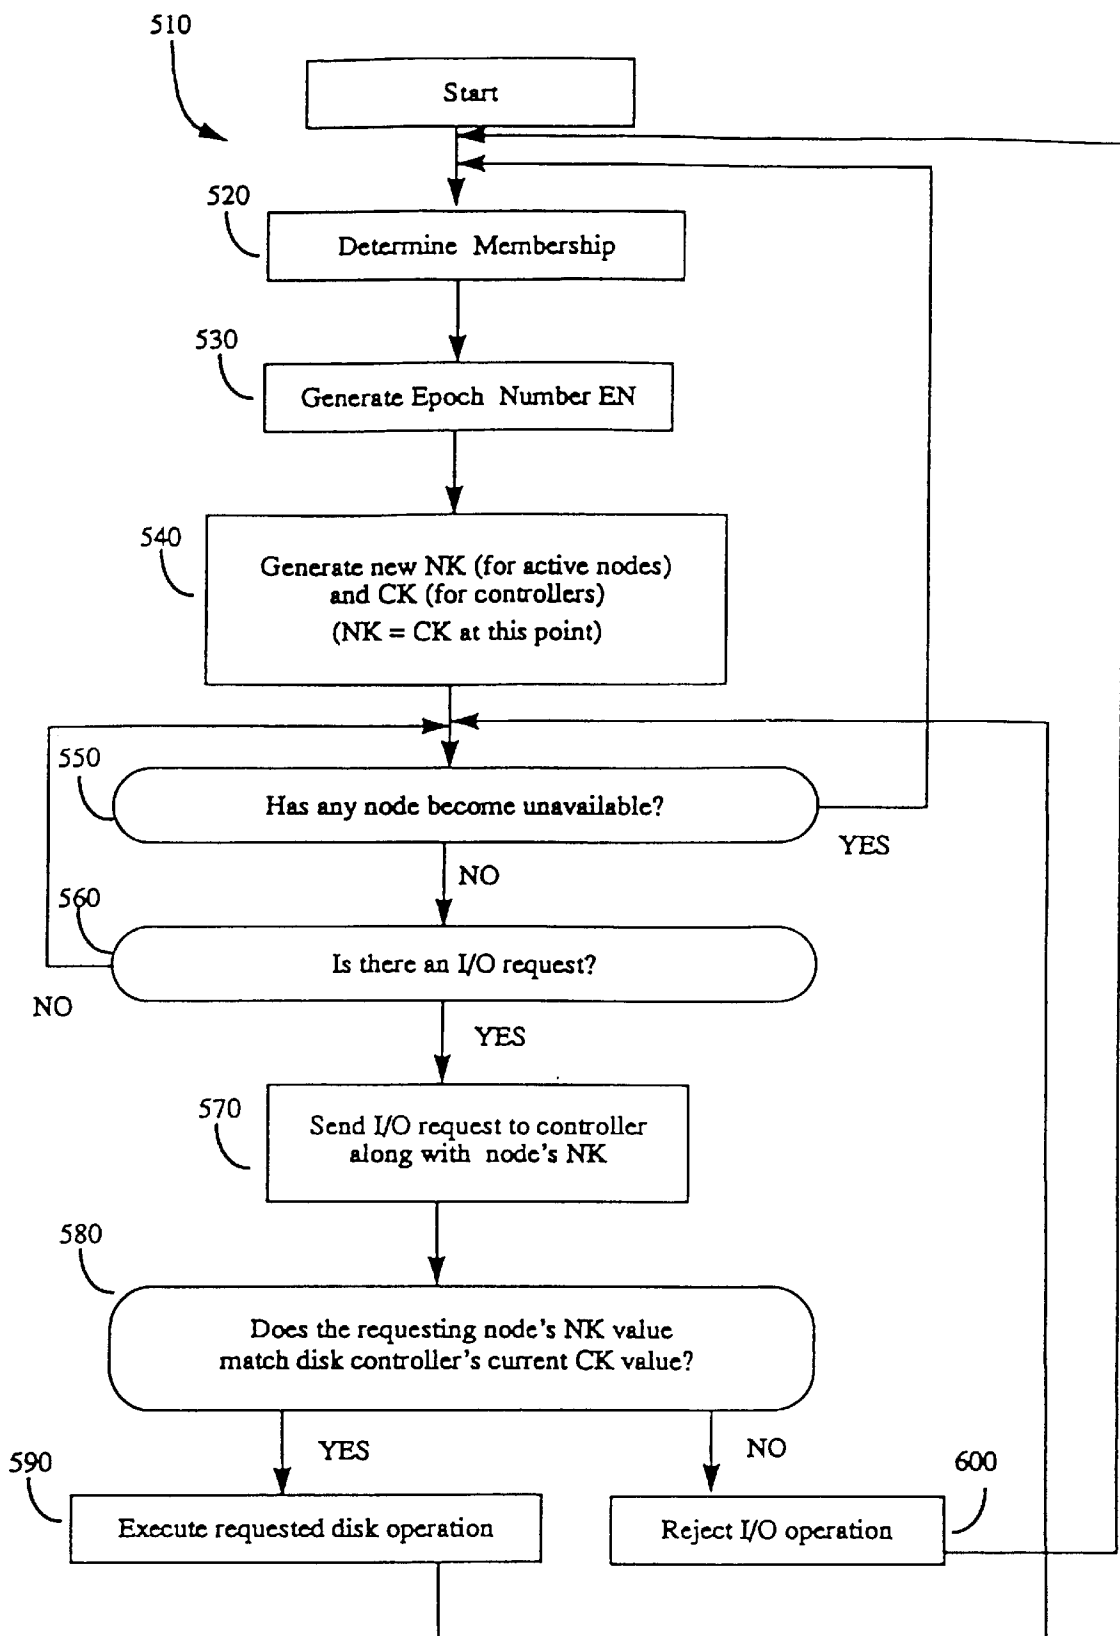 510
Start
520
Determine Membership
530
Generate Epoch Number EN
540
Generate new NK (for active nodes)
and CK (for controllers)
(NK = CK at this point)
550
Has any node become unavailable?
YES
NO
560
Is there an I/O request?
NO
YES
570
Send I/O request to controller
along with node's NK
580
Does the requesting node's NK value
match disk controller's current CK value?
YES
NO
590
600
Execute requested disk operation
Reject I/O operation